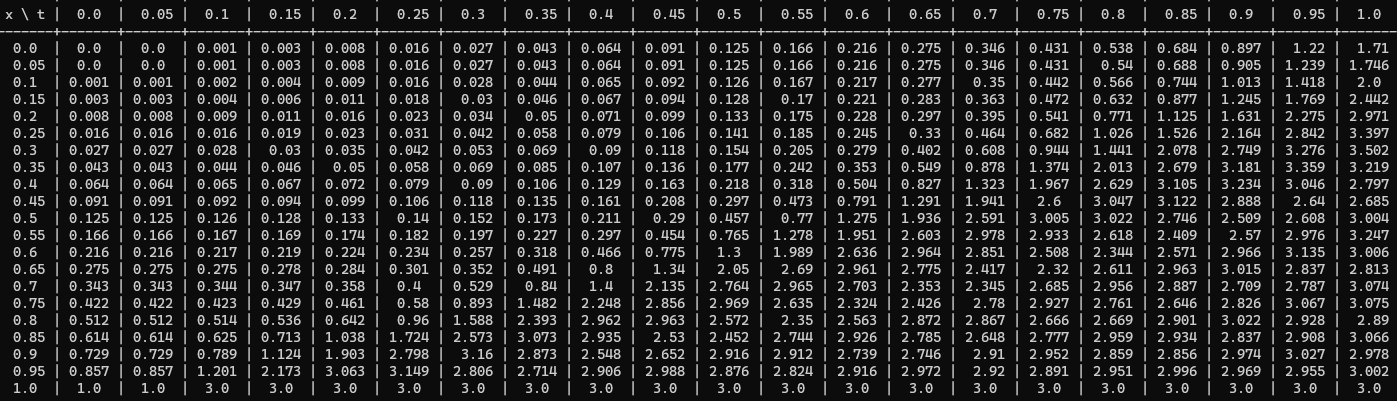 x \ t | 0.0 | 0.05 | 0.1 | 0.15 | 0.2 | 0.25 | 0.3 | 0.35 | 0.4 | 0.45 | 0.5 | 0.55 | 0.6 | 0.65 | 0.7 | 0.75 | 0.8 | 0.85 | 0.9 | 0.95 | 1.0
0.0 | 0.0 | 0.0 | 0.001 | 0.003 | 0.008 | 0.016 | 0.027 | 0.043 | 0.064 | 0.091 | 0.125 | 0.166 | 0.216 | 0.275 | 0.346 | 0.431 | 0.538 | 0.684 | 0.897 | 1.22 | 1.71
0.05 | 0.0 | 0.0 | 0.001 | 0.003 | 0.008 | 0.016 | 0.027 | 0.043 | 0.064 | 0.091 | 0.125 | 0.166 | 0.216 | 0.275 | 0.346 | 0.431 | 0.54 | 0.688 | 0.905 | 1.239 | 1.746
0.1 | 0.001 | 0.001 | 0.002 | 0.004 | 0.009 | 0.016 | 0.028 | 0.044 | 0.065 | 0.092 | 0.126 | 0.167 | 0.217 | 0.277 | 0.35 | 0.442 | 0.566 | 0.744 | 1.013 | 1.418 | 2.0
0.15 | 0.003 | 0.003 | 0.004 | 0.006 | 0.011 | 0.018 | 0.03 | 0.046 | 0.067 | 0.094 | 0.128 | 0.17 | 0.221 | 0.283 | 0.363 | 0.472 | 0.632 | 0.877 | 1.245 | 1.769 | 2.442
0.2 | 0.008 | 0.008 | 0.009 | 0.011 | 0.016 | 0.023 | 0.034 | 0.05 | 0.071 | 0.099 | 0.133 | 0.175 | 0.228 | 0.297 | 0.395 | 0.541 | 0.771 | 1.125 | 1.631 | 2.275 | 2.971
0.25 | 0.016 | 0.016 | 0.016 | 0.019 | 0.023 | 0.031 | 0.042 | 0.058 | 0.079 | 0.106 | 0.141 | 0.185 | 0.245 | 0.33 | 0.464 | 0.682 | 1.026 | 1.526 | 2.164 | 2.842 | 3.397
0.3 | 0.027 | 0.027 | 0.028 | 0.03 | 0.035 | 0.042 | 0.053 | 0.069 | 0.09 | 0.118 | 0.154 | 0.205 | 0.279 | 0.402 | 0.608 | 0.944 | 1.441 | 2.078 | 2.749 | 3.276 | 3.502
0.35 | 0.043 | 0.043 | 0.044 | 0.046 | 0.05 | 0.058 | 0.069 | 0.085 | 0.107 | 0.136 | 0.177 | 0.242 | 0.353 | 0.549 | 0.878 | 1.374 | 2.013 | 2.679 | 3.181 | 3.359 | 3.219
0.4 | 0.064 | 0.064 | 0.065 | 0.067 | 0.072 | 0.079 | 0.09 | 0.106 | 0.129 | 0.163 | 0.218 | 0.318 | 0.504 | 0.827 | 1.323 | 1.967 | 2.629 | 3.105 | 3.234 | 3.046 | 2.797
0.45 | 0.091 | 0.091 | 0.092 | 0.094 | 0.099 | 0.106 | 0.118 | 0.135 | 0.161 | 0.208 | 0.297 | 0.473 | 0.791 | 1.291 | 1.941 | 2.6 | 3.047 | 3.122 | 2.888 | 2.64 | 2.685
0.5 | 0.125 | 0.125 | 0.126 | 0.128 | 0.133 | 0.14 | 0.152 | 0.173 | 0.211 | 0.29 | 0.457 | 0.77 | 1.275 | 1.936 | 2.591 | 3.005 | 3.022 | 2.746 | 2.509 | 2.608 | 3.004
0.55 | 0.166 | 0.166 | 0.167 | 0.169 | 0.174 | 0.182 | 0.197 | 0.227 | 0.297 | 0.454 | 0.765 | 1.278 | 1.951 | 2.603 | 2.978 | 2.933 | 2.618 | 2.409 | 2.57 | 2.976 | 3.247
0.6 | 0.216 | 0.216 | 0.217 | 0.219 | 0.224 | 0.234 | 0.257 | 0.318 | 0.466 | 0.775 | 1.3 | 1.989 | 2.636 | 2.964 | 2.851 | 2.508 | 2.344 | 2.571 | 2.966 | 3.135 | 3.006
0.65 | 0.275 | 0.275 | 0.275 | 0.278 | 0.284 | 0.301 | 0.352 | 0.491 | 0.8 | 1.34 | 2.05 | 2.69 | 2.961 | 2.775 | 2.417 | 2.32 | 2.611 | 2.963 | 3.015 | 2.837 | 2.813
0.7 | 0.343 | 0.343 | 0.344 | 0.347 | 0.358 | 0.4 | 0.529 | 0.84 | 1.4 | 2.135 | 2.764 | 2.965 | 2.703 | 2.353 | 2.345 | 2.685 | 2.956 | 2.887 | 2.709 | 2.787 | 3.074
0.75 | 0.422 | 0.422 | 0.423 | 0.429 | 0.461 | 0.58 | 0.893 | 1.482 | 2.248 | 2.856 | 2.969 | 2.635 | 2.324 | 2.426 | 2.78 | 2.927 | 2.761 | 2.646 | 2.826 | 3.067 | 3.075
0.8 | 0.512 | 0.512 | 0.514 | 0.536 | 0.642 | 0.96 | 1.588 | 2.393 | 2.962 | 2.963 | 2.572 | 2.35 | 2.563 | 2.872 | 2.867 | 2.666 | 2.669 | 2.901 | 3.022 | 2.928 | 2.89
0.85 | 0.614 | 0.614 | 0.625 | 0.713 | 1.038 | 1.724 | 2.573 | 3.073 | 2.935 | 2.53 | 2.452 | 2.744 | 2.926 | 2.785 | 2.648 | 2.777 | 2.959 | 2.934 | 2.837 | 2.908 | 3.066
0.9 | 0.729 | 0.729 | 0.789 | 1.124 | 1.903 | 2.798 | 3.16 | 2.873 | 2.548 | 2.652 | 2.916 | 2.912 | 2.739 | 2.746 | 2.91 | 2.952 | 2.859 | 2.856 | 2.974 | 3.027 | 2.978
0.95 | 0.857 | 0.857 | 1.201 | 2.173 | 3.063 | 3.149 | 2.806 | 2.714 | 2.906 | 2.988 | 2.876 | 2.824 | 2.916 | 2.972 | 2.92 | 2.891 | 2.951 | 2.996 | 2.969 | 2.955 | 3.002
1.0 | 1.0 | 1.0 | 3.0 | 3.0 | 3.0 | 3.0 | 3.0 | 3.0 | 3.0 | 3.0 | 3.0 | 3.0 | 3.0 | 3.0 | 3.0 | 3.0 | 3.0 | 3.0 | 3.0 | 3.0 | 3.0